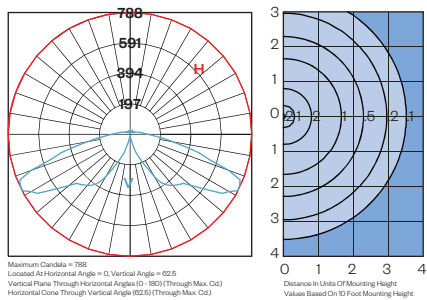 788
591
394
197
H
V
Maximum Candela = 788
Located At Horizontal Angle = 0, Vertical Angle = 62.5
Vertical Plane Through Horizontal Angles (0 - 180) (Through Max. Cd.)
Horizontal Cone Through Vertical Angle (62.5) (Through Max. Cd.)
3
2
1
0
1
2
3
4
2 1 .5 .2 .1
0 1 2 3 4
Distance In Units Of Mounting Height
Values Based On 10 Foot Mounting Height